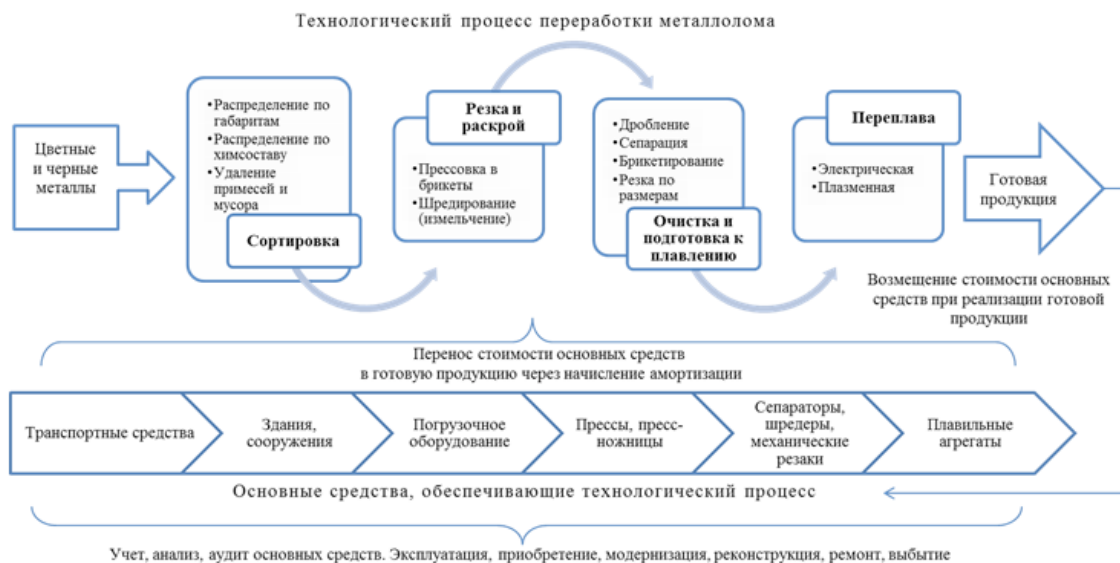 Технологический процесс переработки металлолома
Цветные
и черные
металлы
•Распределение по
габаритам
•Распределение по
химсоставу
•Удаление
примесей и
мусора
Сортировка
Резка и
раскрой
•Прессовка в
брикеты
•Шредирование
(измельчение)
•Дробление
•Сепарация
•Брикетирование
•Резка по
размерам
Очистка и
подготовка к
плавлению
Переплава
•Электрическая
•Плазменная
Готовая
продукция
Возмещение стоимости основных
средств при реализации готовой
продукции
Перенос стоимости основных средств
в готовую продукцию через начисление амортизации
Транспортные средства
Здания,
сооружения
Погрузочное
оборудование
Прессы, пресс-
ножницы
Сепараторы,
шредеры,
механические
резаки
Плавильные
агрегаты
Основные средства, обеспечивающие технологический процесс
Учет, анализ, аудит основных средств. Эксплуатация, приобретение, модернизация, реконструкция, ремонт, выбытие